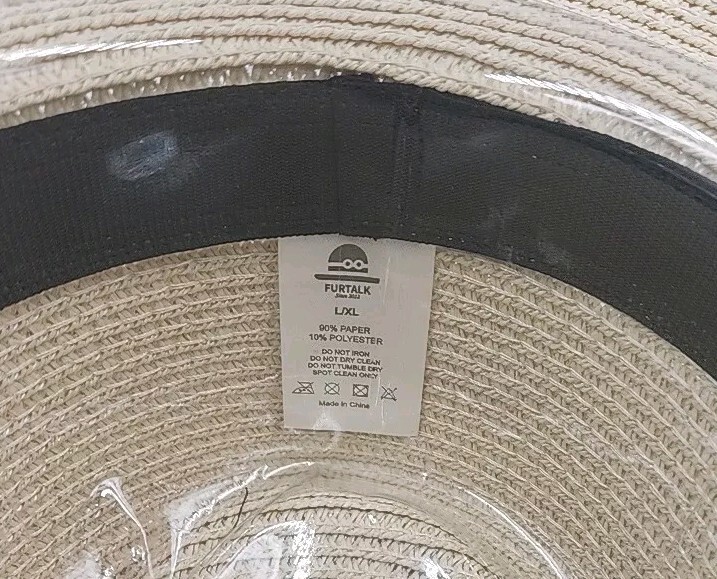 FURTALK
Since 2013
L/XL
90% PAPER
10% POLYESTER
DO NOT IRON
DO NOT DRY CLEAN
DO NOT TUMBLE DRY
SPOT CLEAN ONLY
Made in China